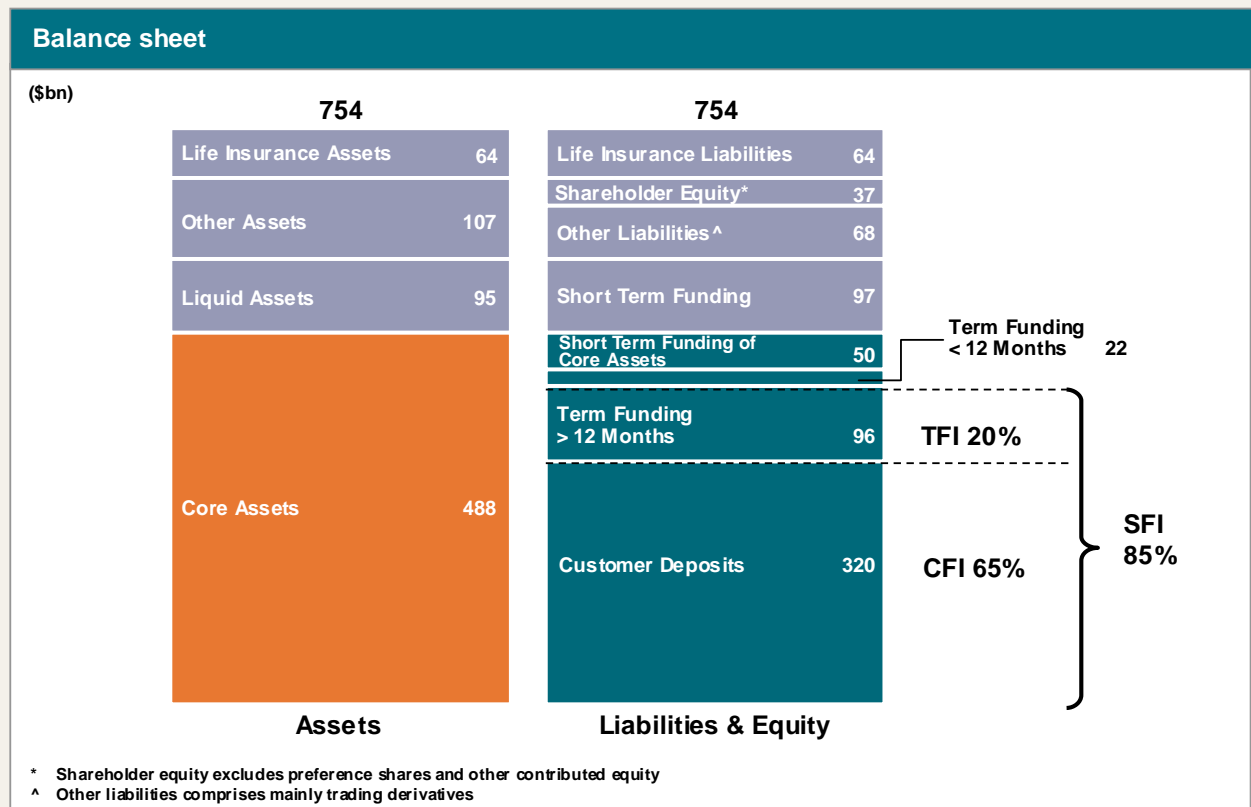 Balance sheet
($bn)
754
754
Life Insurance Assets 64
Other Assets 107
Liquid Assets 95
Core Assets 488
Life Insurance Liabilities 64
Shareholder Equity* 37
Other Liabilities^ 68
Short Term Funding 97
Short Term Funding of
Core Assets 50
Term Funding
< 12 Months 22
Term Funding
> 12 Months 96
TFI 20%
Customer Deposits 320
CFI 65%
SFI
85%
Assets
Liabilities & Equity
* Shareholder equity excludes preference shares and other contributed equity
^ Other liabilities comprises mainly trading derivatives